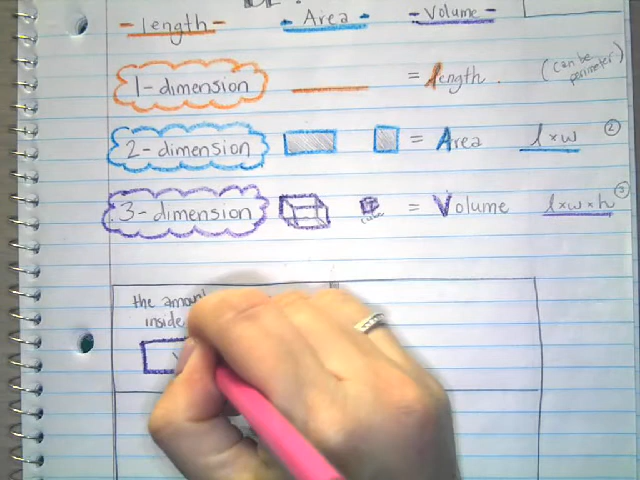 - length - - Area - - Volume -
1-dimension = length. (can be perimeter)
2-dimension = Area l x w ②
3-dimension cube = Volume l x w x h ③
the amount
inside